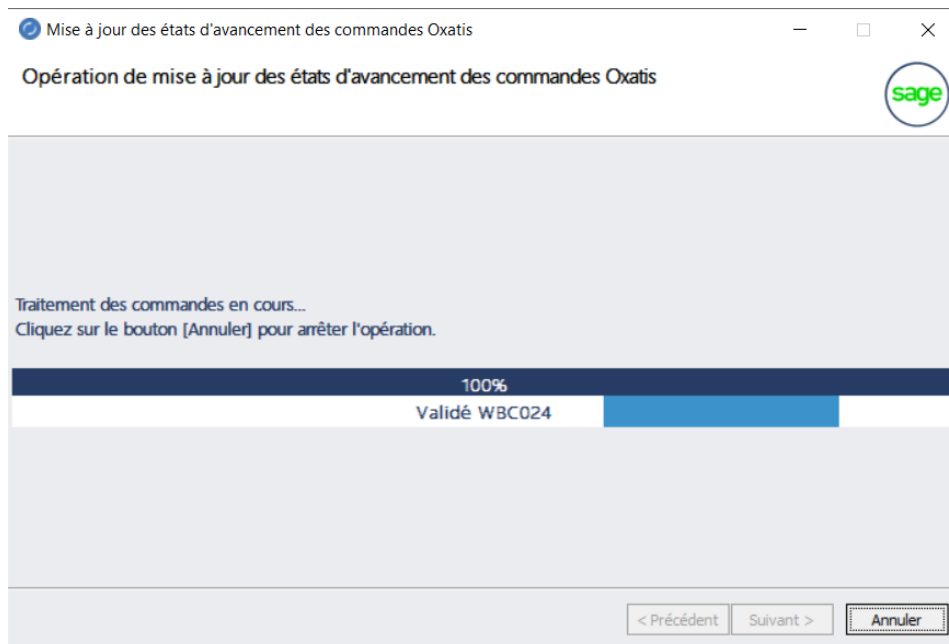 Mise à jour des états d'avancement des commandes Oxatis
Opération de mise à jour des états d'avancement des commandes Oxatis
sage
Traitement des commandes en cours...
Cliquez sur le bouton [Annuler] pour arrêter l'opération.
100%
Validé WBC024
< Précédent Suivant > Annuler